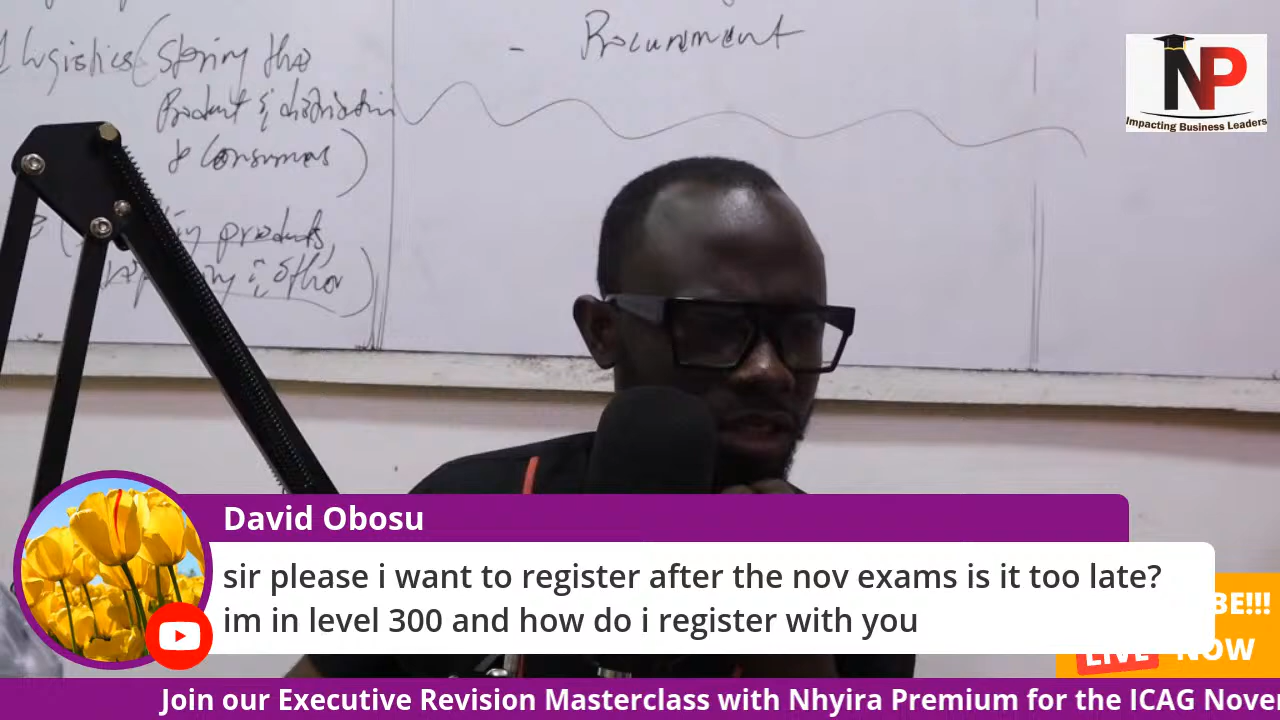 Logistics (Storing the
Product & distribution
& Consumers)
products,
& other)
- Procurement
NP
Impacting Business Leaders
David Obosu
sir please i want to register after the nov exams is it too late?
im in level 300 and how do i register with you
BE!!!
LIVE NOW
Join our Executive Revision Masterclass with Nhyira Premium for the ICAG Nove